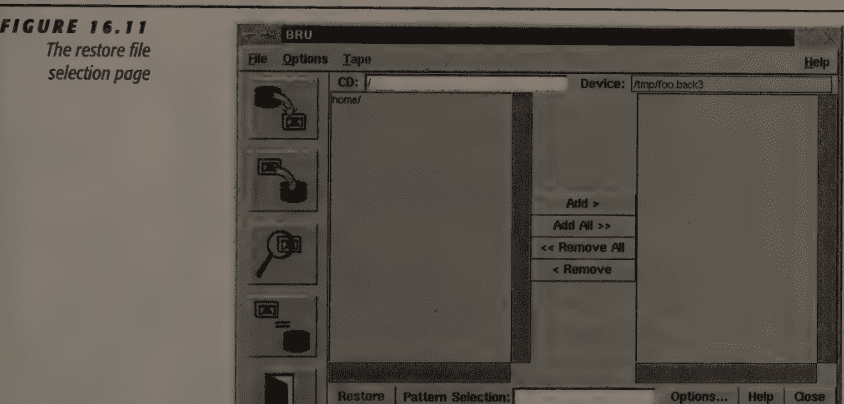 FIGURE 16.11
The restore file
selection page
BRU
File Options Tape Help
CD: / Device: /tmp/foo.back3
home/
Add >
Add All >>
<< Remove All
< Remove
Restore Pattern Selection: Options... Help Close